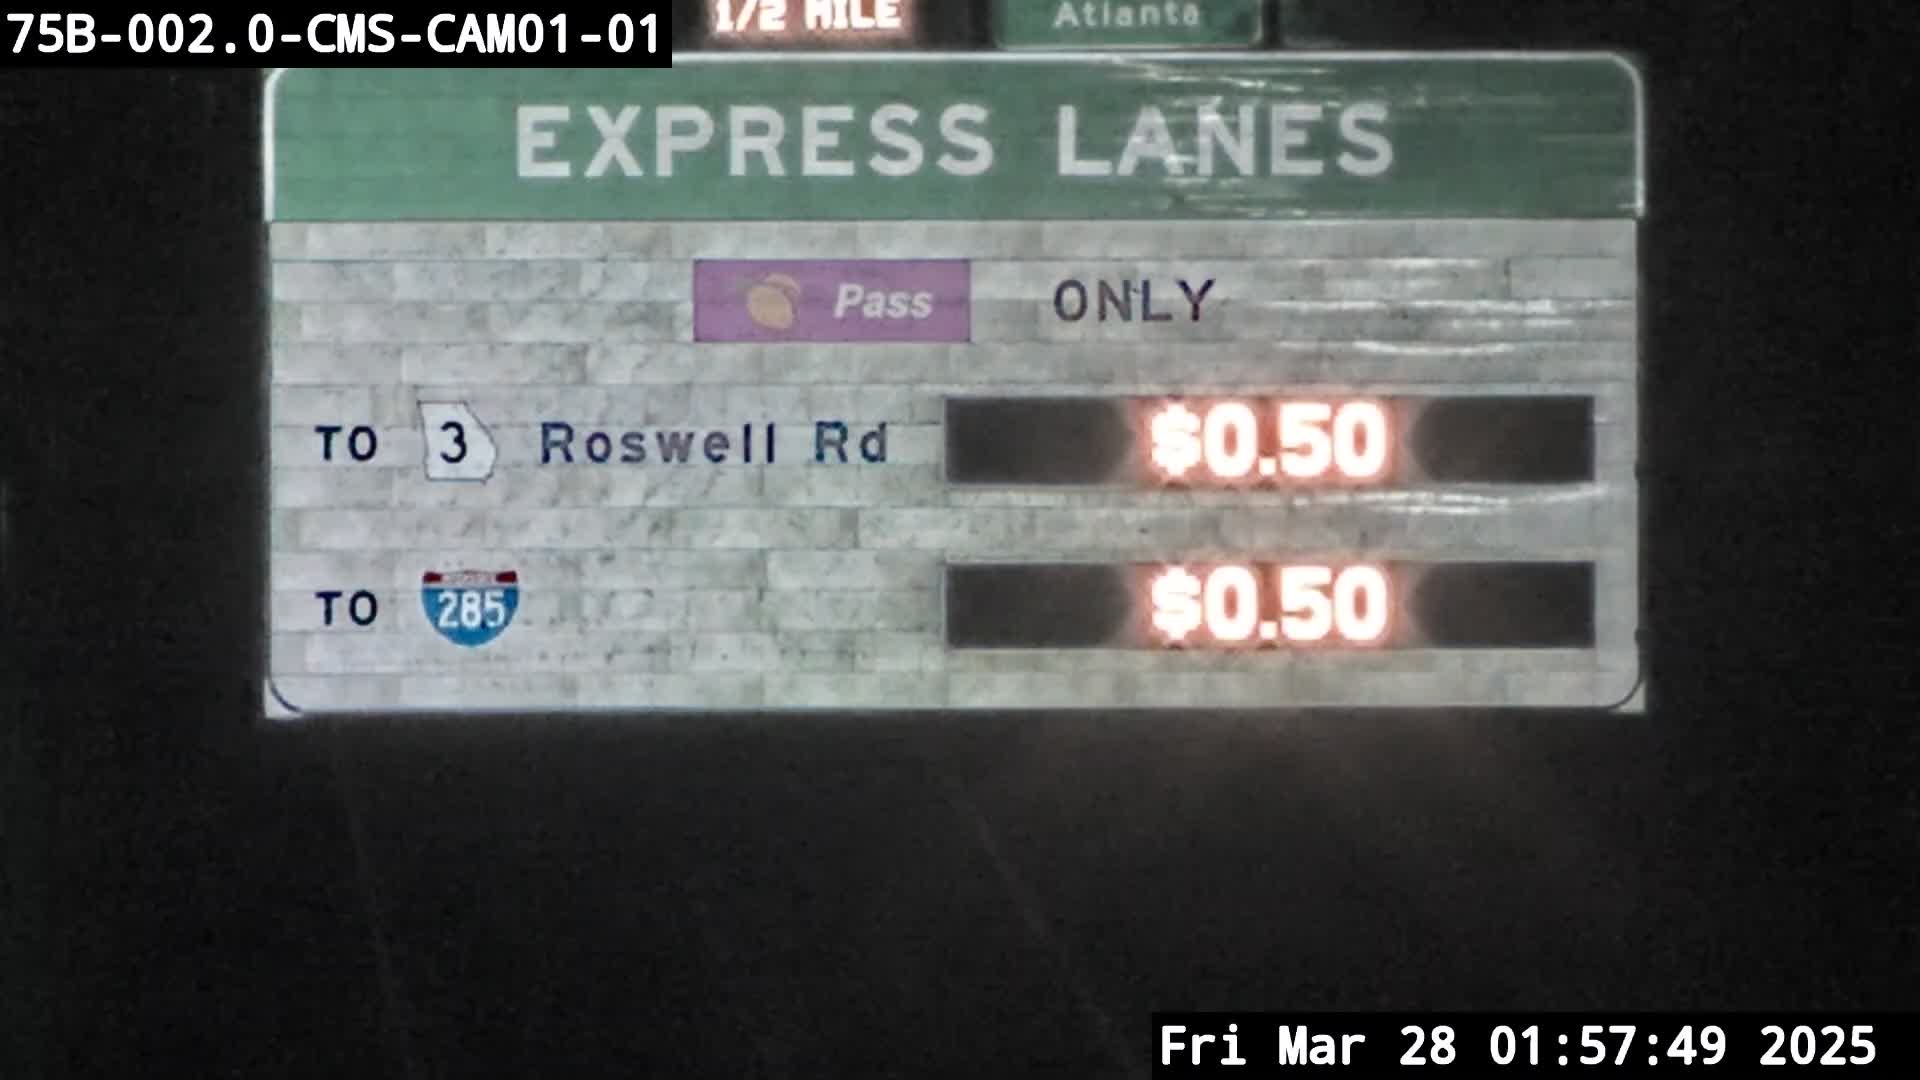 75B-002.0-CMS-CAM01-01
1/2 MILE
Atlanta
EXPRESS LANES
Pass ONLY
TO 3 Roswell Rd $0.50
TO 285 $0.50
Fri Mar 28 01:57:49 2025